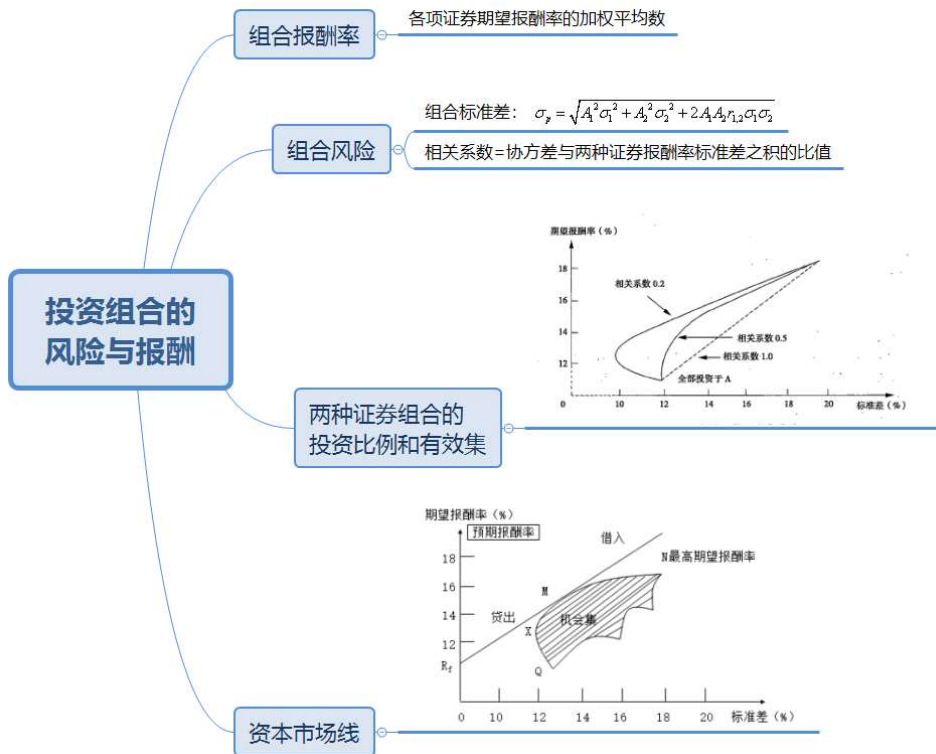 组合报酬率
各项证券期望报酬率的加权平均数
组合风险
组合标准差： σ_p = √(A₁²σ₁² + A₂²σ₂² + 2A₁A₂r₁,₂σ₁σ₂)
相关系数=协方差与两种证券报酬率标准差之积的比值
投资组合的
风险与报酬
两种证券组合的
投资比例和有效集
期望报酬率（%）
18
16
14
12
相关系数 0.2
相关系数 0.5
相关系数 1.0
全部投资于 A
0 10 12 14 16 18 20 标准差（%）
资本市场线
期望报酬率（%）
预期报酬率
18
16
14
12
Rf
借入
N最高期望报酬率
M
贷出
机会集
X
Q
0 10 12 14 16 18 20 标准差（%）